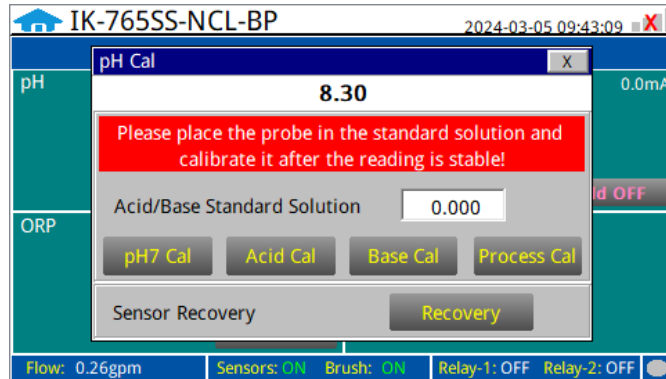 IK-765SS-NCL-BP
2024-03-05 09:43:09
pH Cal
X
pH
8.30
0.0mA
Please place the probe in the standard solution and
calibrate it after the reading is stable!
Acid/Base Standard Solution 0.000
OFF
ORP
pH7 Cal Acid Cal Base Cal Process Cal
Sensor Recovery Recovery
Flow: 0.26gpm Sensors: ON Brush: ON Relay-1: OFF Relay-2: OFF